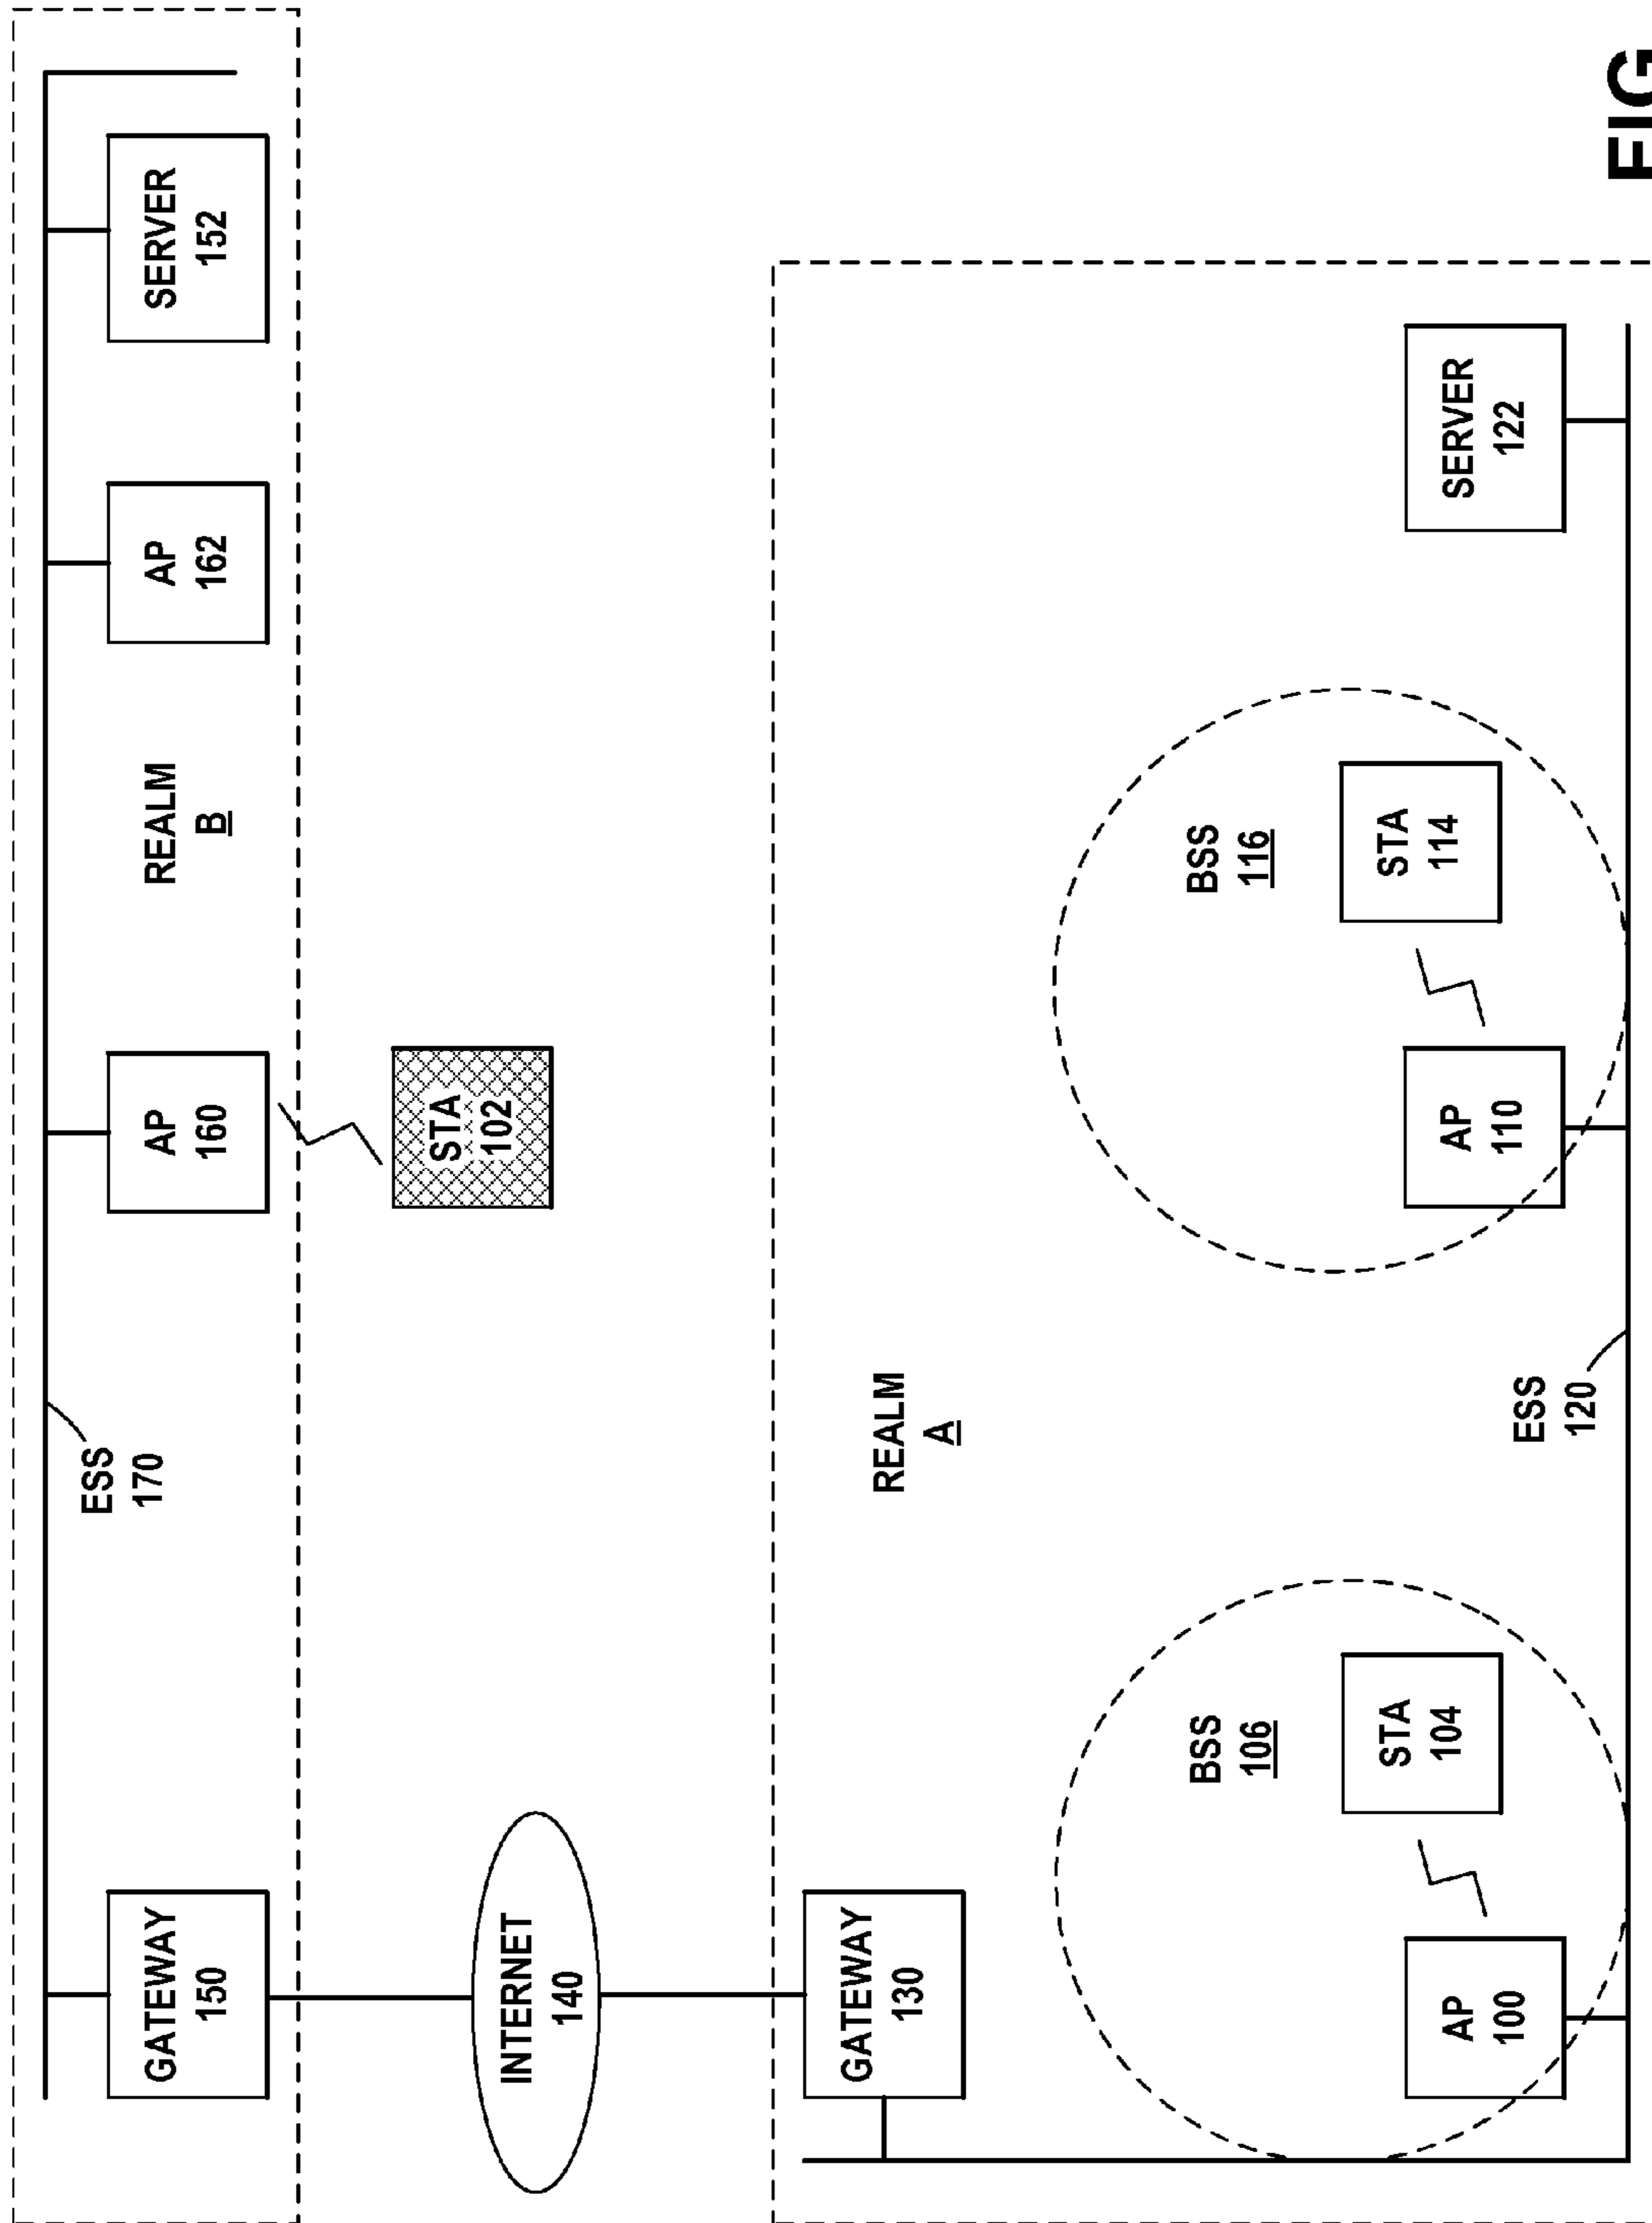 ESS
170
GATEWAY
150
AP
160
REALM
B
AP
162
SERVER
152
INTERNET
140
STA
102
GATEWAY
130
REALM
A
BSS
106
BSS
116
STA
104
STA
114
AP
100
AP
110
SERVER
122
ESS
120
FIG